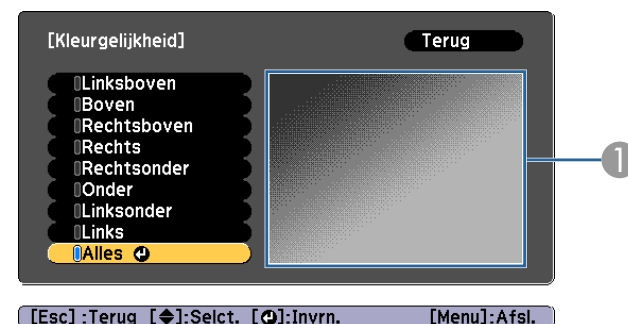 [Kleurgelijkheid] Terug
Linksboven
Boven
Rechtsboven
Rechts
Rechtsonder
Onder
Linksonder
Links
Alles
1
[Esc] :Terug [◆]:Selct. [↵]:Invrn. [Menu]:Afsl.